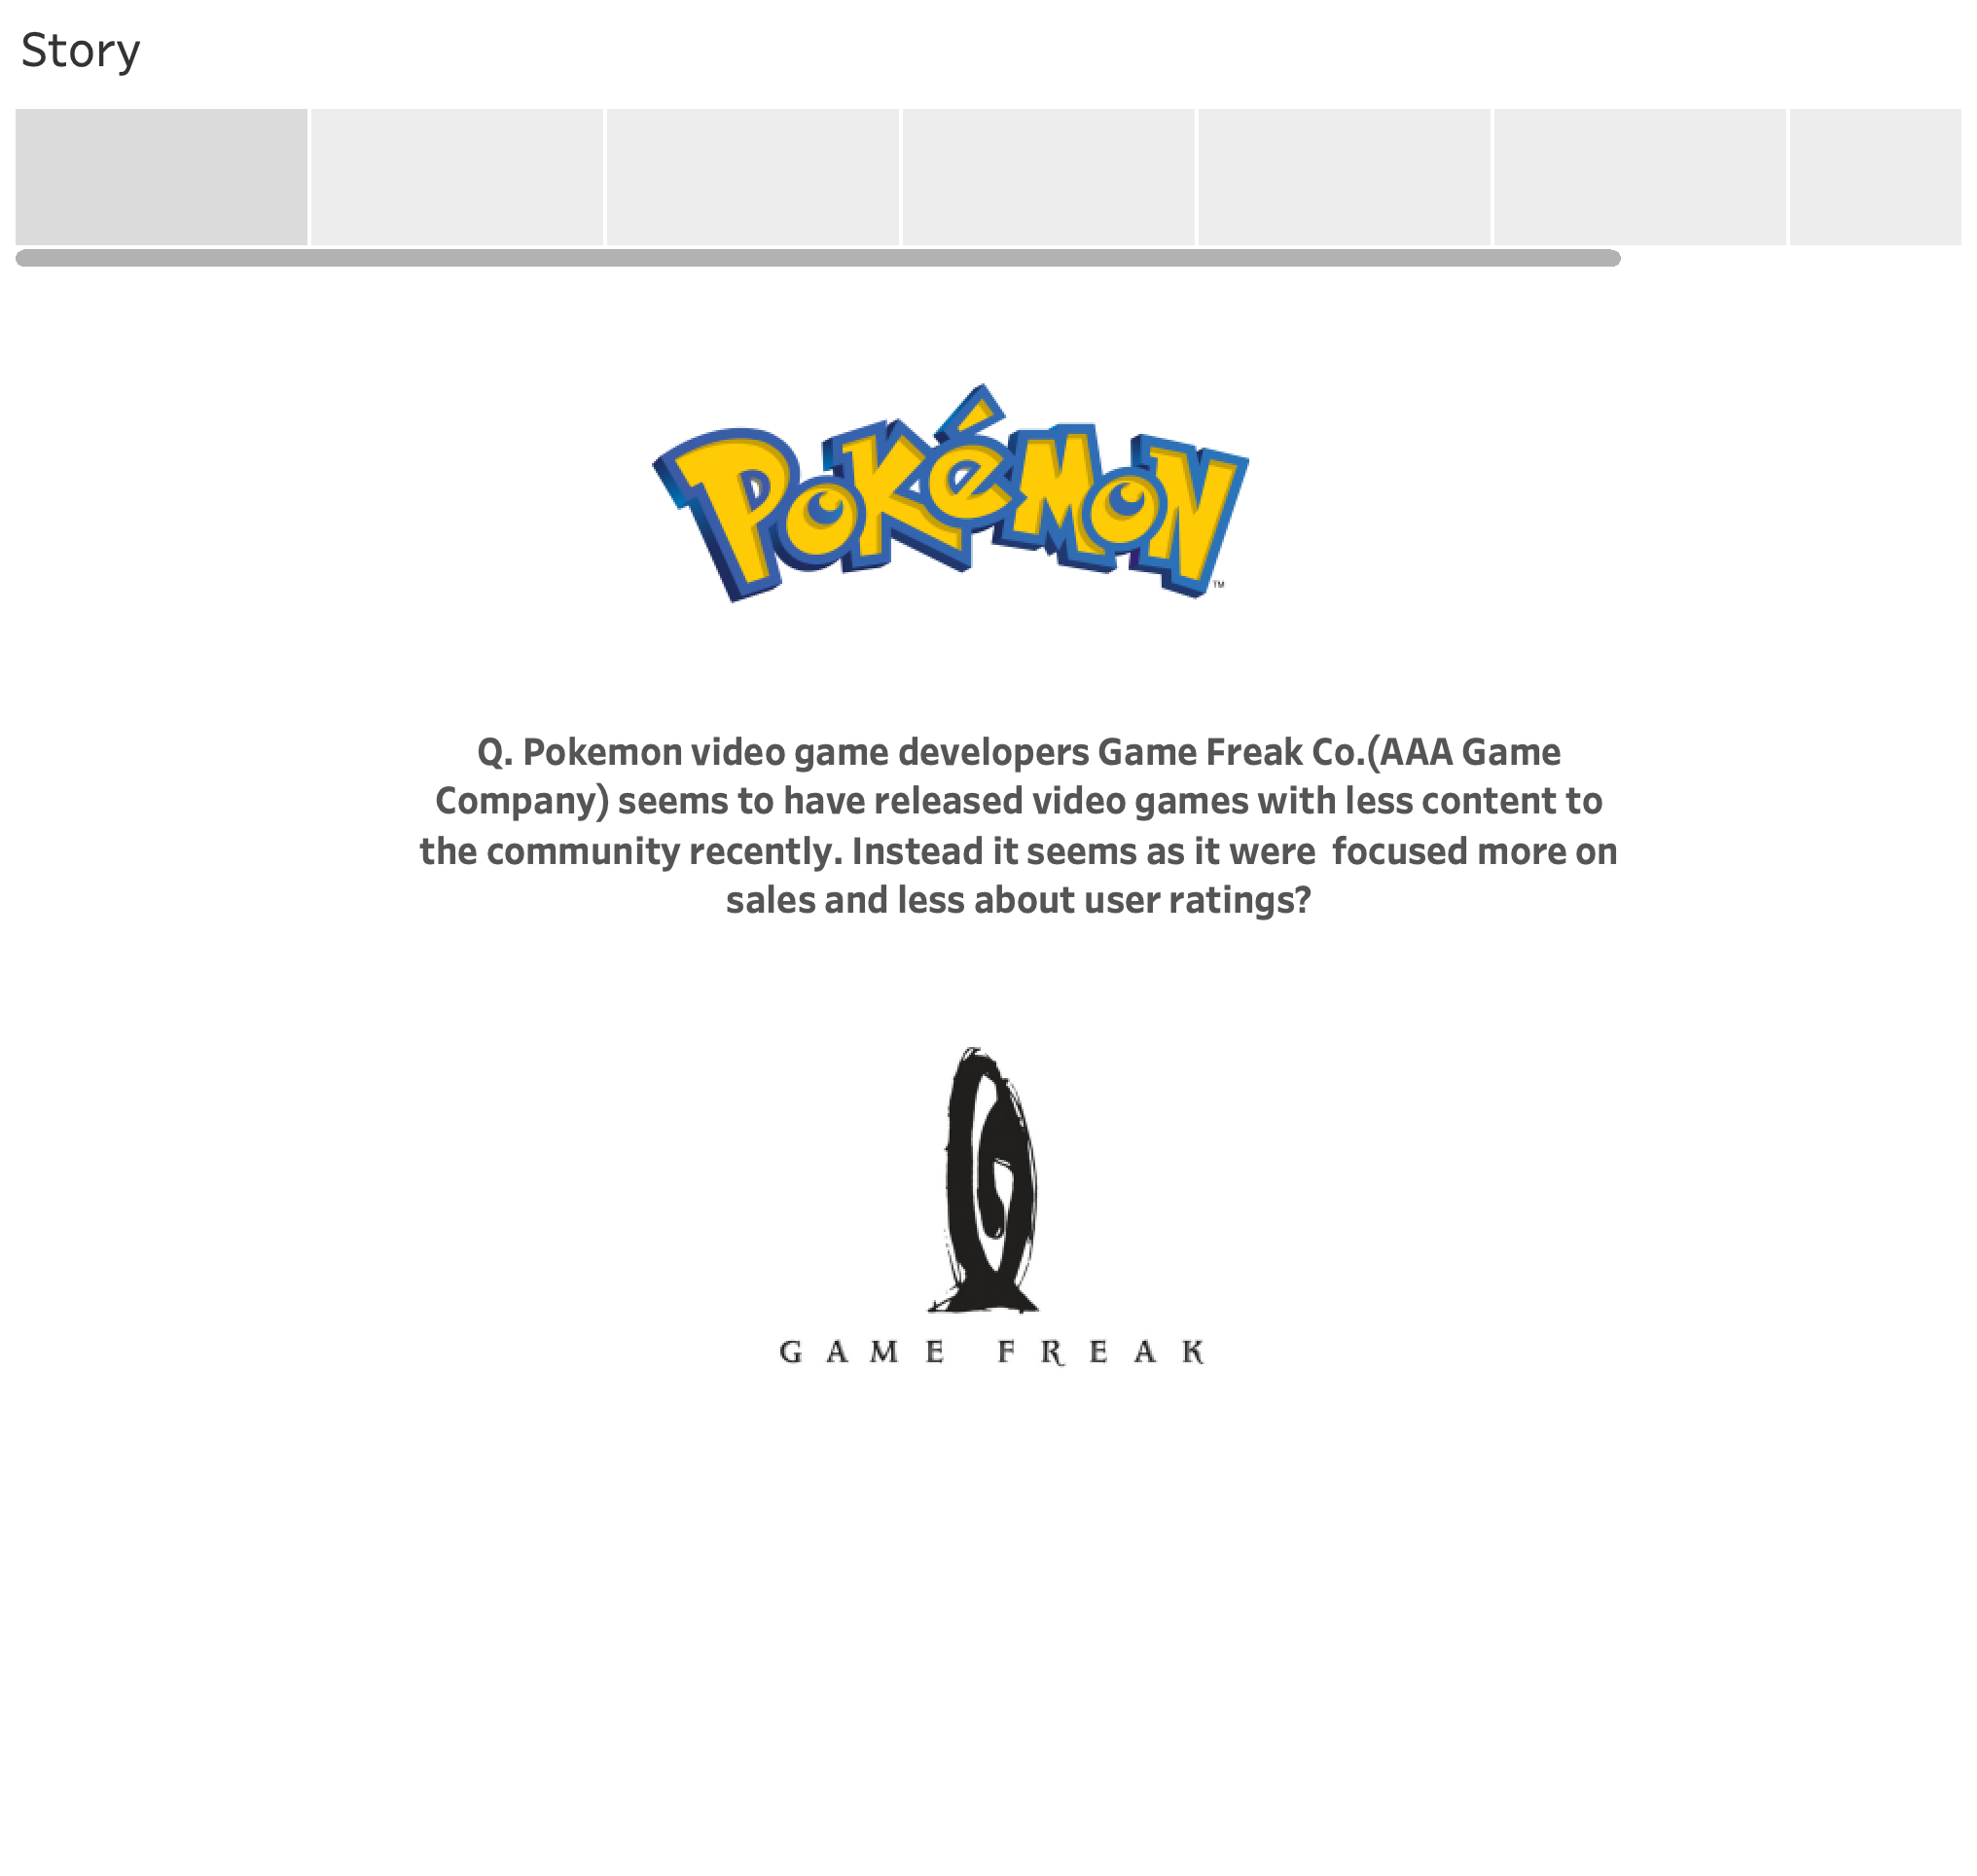 Story
POKéMON
TM
Q. Pokemon video game developers Game Freak Co.(AAA Game
Company) seems to have released video games with less content to
the community recently. Instead it seems as it were  focused more on
sales and less about user ratings?
GAME FREAK